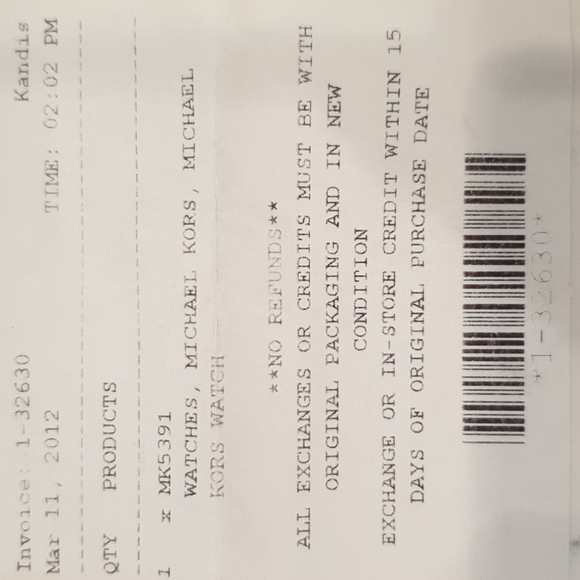 Invoice: 1-32630 Kandis
Mar 11, 2012 TIME: 02:02 PM
QTY PRODUCTS
1 x MK5391
WATCHES, MICHAEL KORS, MICHAEL
KORS WATCH
**NO REFUNDS**
ALL EXCHANGES OR CREDITS MUST BE WITH
ORIGINAL PACKAGING AND IN NEW
CONDITION
EXCHANGE OR IN-STORE CREDIT WITHIN 15
DAYS OF ORIGINAL PURCHASE DATE
*1-32630*